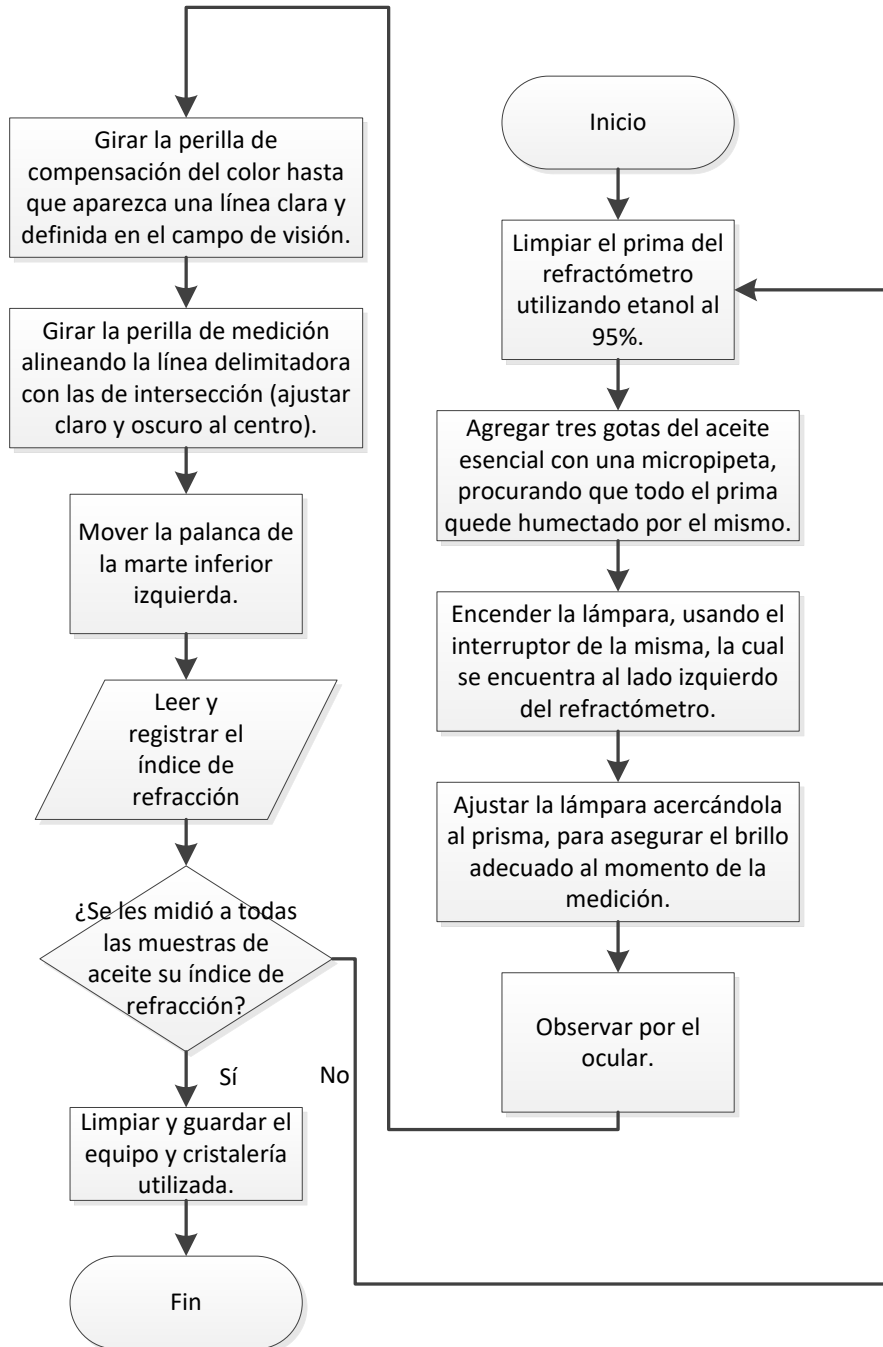 Inicio
Limpiar el prima del
refractómetro
utilizando etanol al
95%.
Agregar tres gotas del aceite
esencial con una micropipeta,
procurando que todo el prima
quede humectado por el mismo.
Encender la lámpara, usando el
interruptor de la misma, la cual
se encuentra al lado izquierdo
del refractómetro.
Ajustar la lámpara acercándola
al prisma, para asegurar el brillo
adecuado al momento de la
medición.
Observar por el
ocular.
Girar la perilla de
compensación del color hasta
que aparezca una línea clara y
definida en el campo de visión.
Girar la perilla de medición
alineando la línea delimitadora
con las de intersección (ajustar
claro y oscuro al centro).
Mover la palanca de
la marte inferior
izquierda.
Leer y
registrar el
índice de
refracción
¿Se les midió a todas
las muestras de
aceite su índice de
refracción?
Sí
No
Limpiar y guardar el
equipo y cristalería
utilizada.
Fin